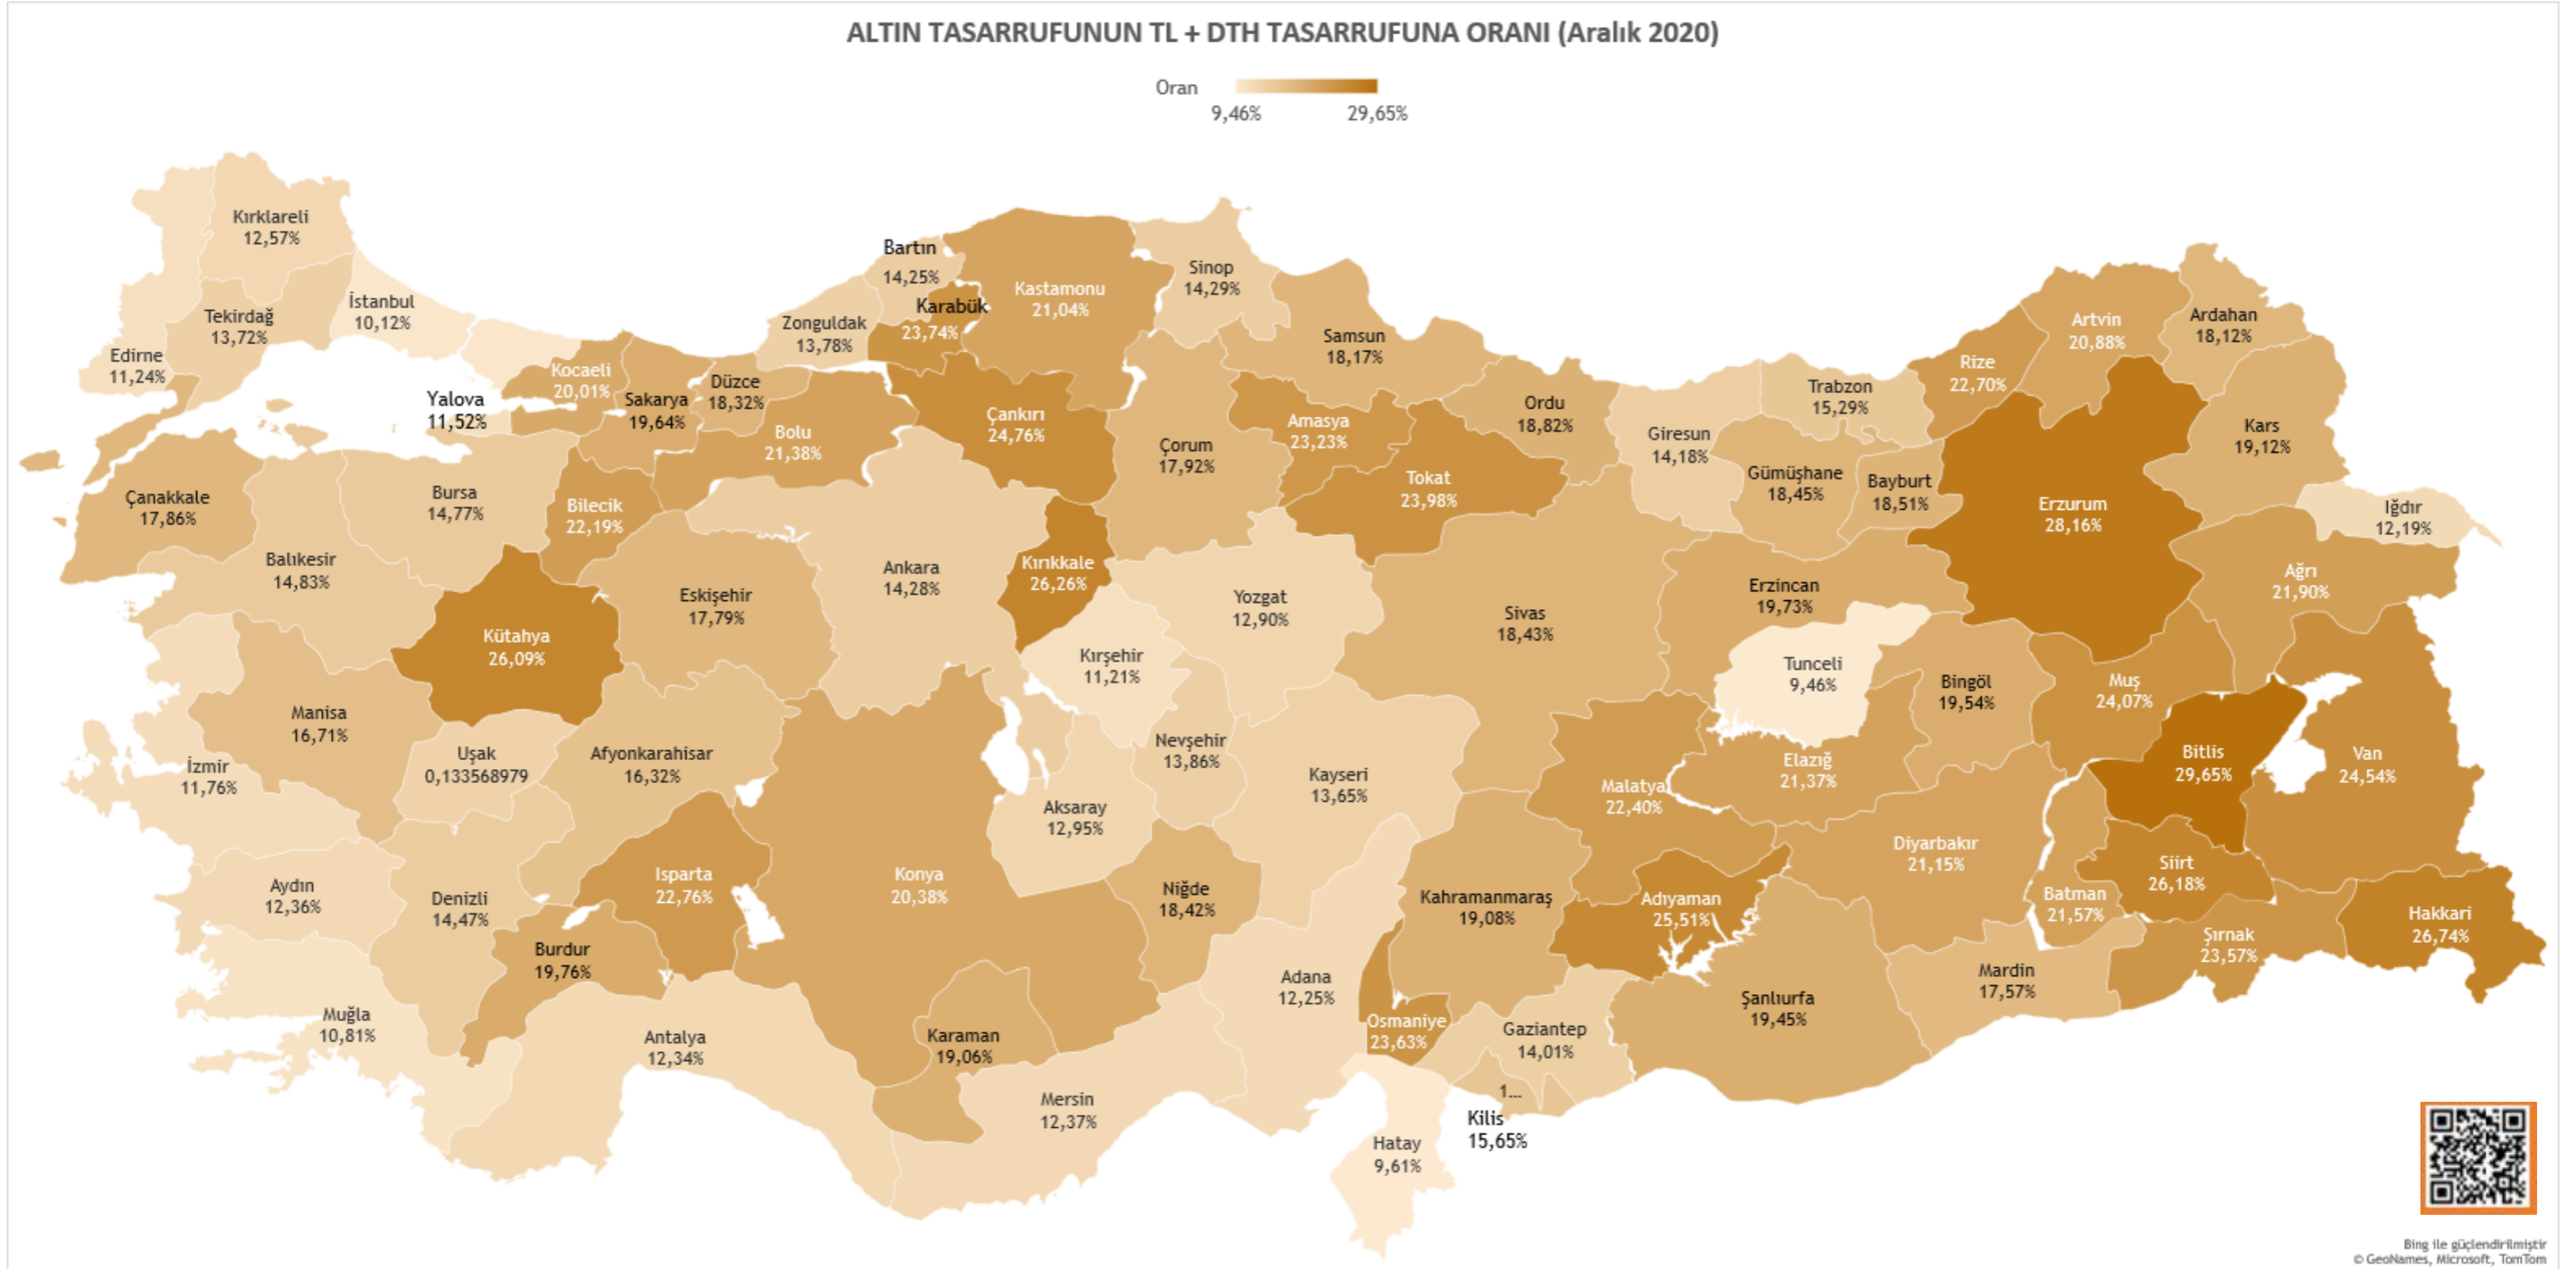 ALTIN TASARRUFUNUN TL + DTH TASARRUFUNA ORANI (Aralık 2020)
Oran
9,46%
29,65%
Kırklareli
12,57%
Tekirdağ
13,72%
İstanbul
10,12%
Edirne
11,24%
Yalova
11,52%
Kocaeli
20,01%
Sakarya
19,64%
Düzce
18,32%
Bolu
21,38%
Zonguldak
13,78%
Bartın
14,25%
Karabük
23,74%
Kastamonu
21,04%
Çankırı
24,76%
Sinop
14,29%
Samsun
18,17%
Çorum
17,92%
Amasya
23,23%
Tokat
23,98%
Ordu
18,82%
Giresun
14,18%
Trabzon
15,29%
Gümüşhane
18,45%
Bayburt
18,51%
Rize
22,70%
Artvin
20,88%
Ardahan
18,12%
Kars
19,12%
Iğdır
12,19%
Ağrı
21,90%
Erzurum
28,16%
Çanakkale
17,86%
Balıkesir
14,83%
Bursa
14,77%
Bilecik
22,19%
Kütahya
26,09%
Eskişehir
17,79%
Ankara
14,28%
Kırıkkale
26,26%
Kırşehir
11,21%
Yozgat
12,90%
Sivas
18,43%
Erzincan
19,73%
Tunceli
9,46%
Bingöl
19,54%
Muş
24,07%
Bitlis
29,65%
Van
24,54%
Manisa
16,71%
İzmir
11,76%
Uşak
0,133568979
Afyonkarahisar
16,32%
Aksaray
12,95%
Nevşehir
13,86%
Kayseri
13,65%
Malatya
22,40%
Elazığ
21,37%
Diyarbakır
21,15%
Batman
21,57%
Siirt
26,18%
Şırnak
23,57%
Hakkari
26,74%
Aydın
12,36%
Denizli
14,47%
Isparta
22,76%
Burdur
19,76%
Muğla
10,81%
Antalya
12,34%
Konya
20,38%
Karaman
19,06%
Niğde
18,42%
Mersin
12,37%
Adana
12,25%
Kahramanmaraş
19,08%
Adıyaman
25,51%
Osmaniye
23,63%
Gaziantep
14,01%
Şanlıurfa
19,45%
Mardin
17,57%
1...
Kilis
15,65%
Hatay
9,61%
Bing ile güçlendirilmiştir
© GeoNames, Microsoft, TomTom